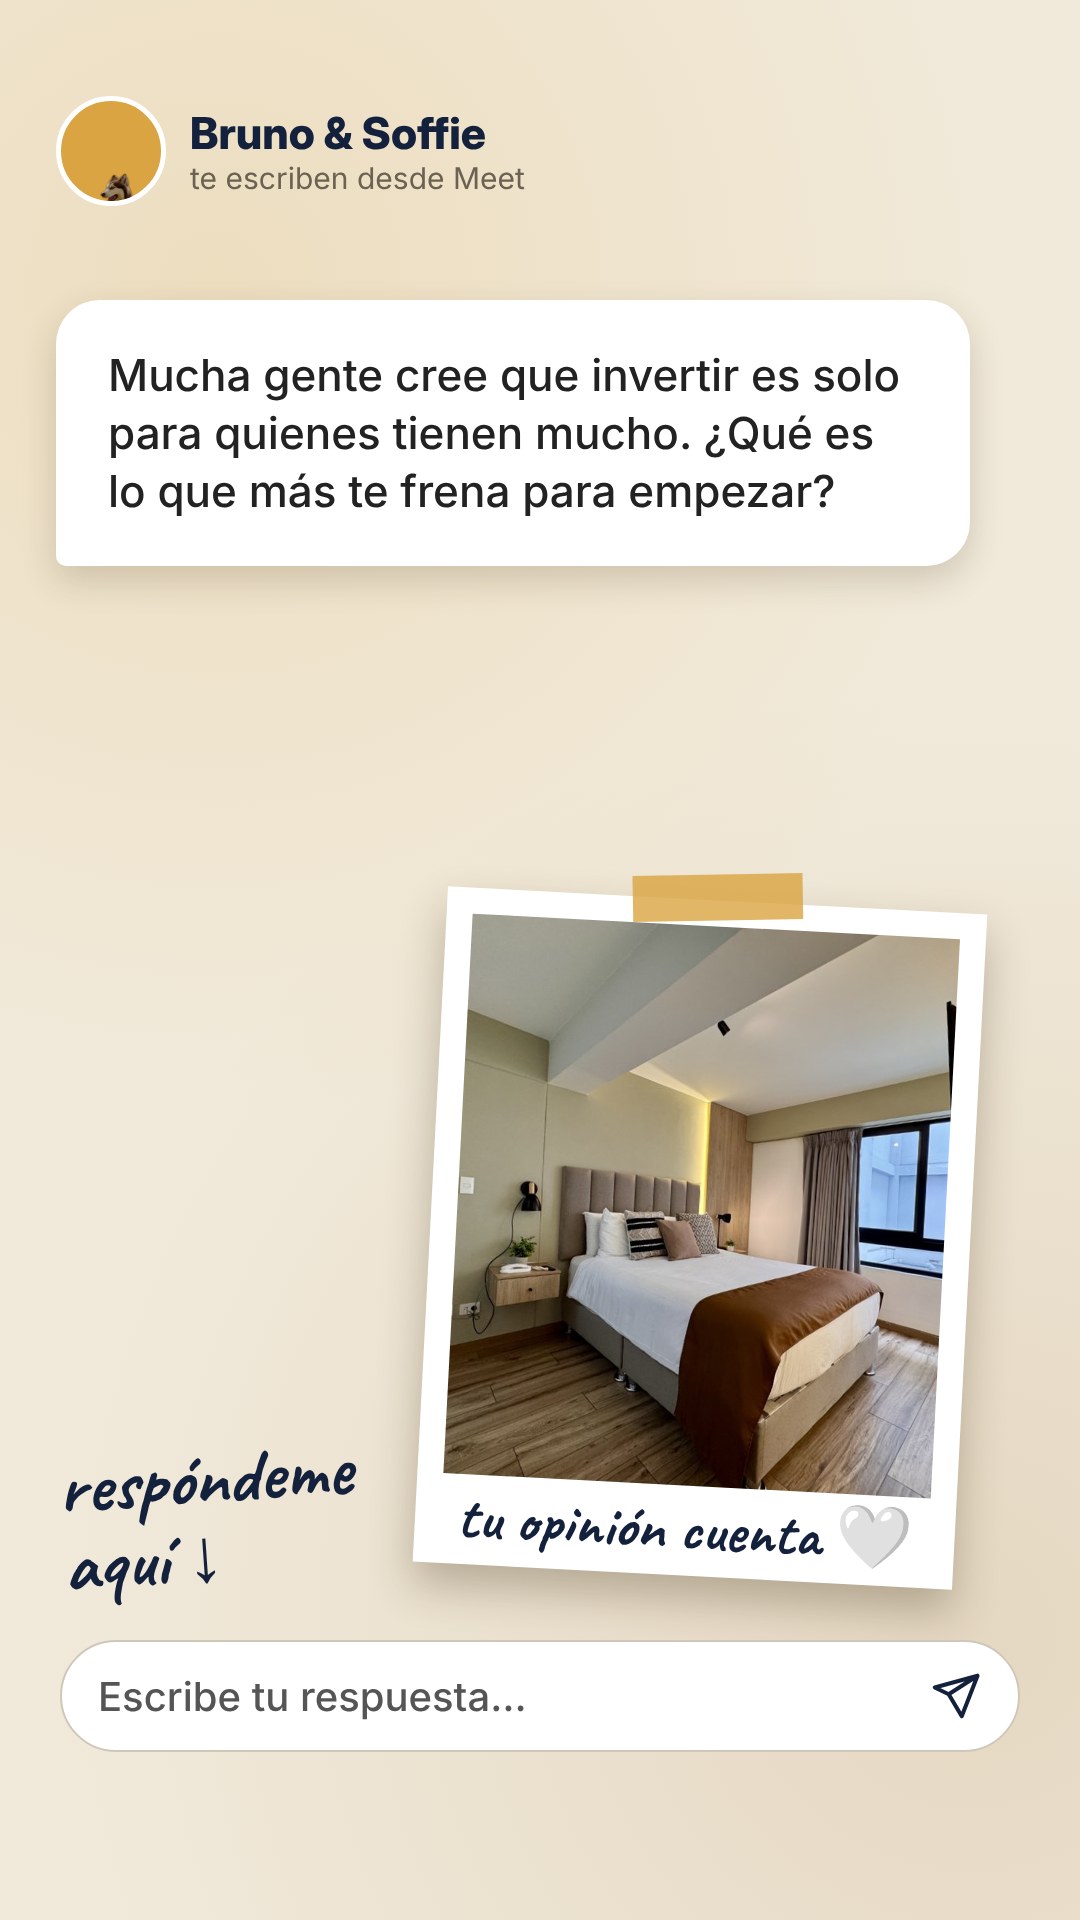 Bruno & Soffie
te escriben desde Meet
Mucha gente cree que invertir es solo
para quienes tienen mucho. ¿Qué es
lo que más te frena para empezar?
respóndeme
aquí ↓
tu opinión cuenta 🤍
Escribe tu respuesta...